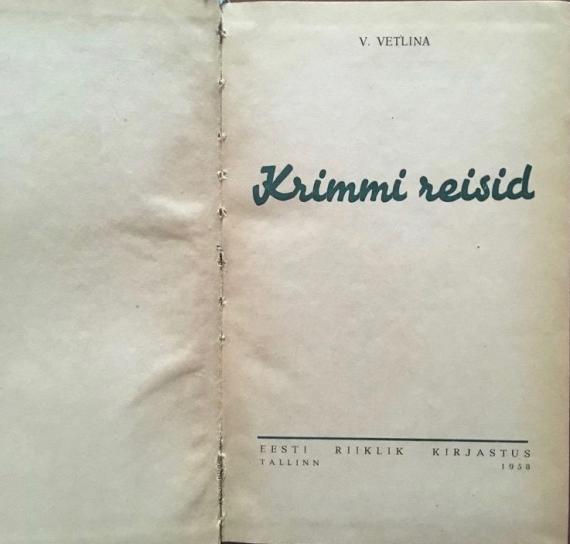 V. VETLINA
Krimmi reisid
EESTI RIIKLIK KIRJASTUS
TALLINN 1958